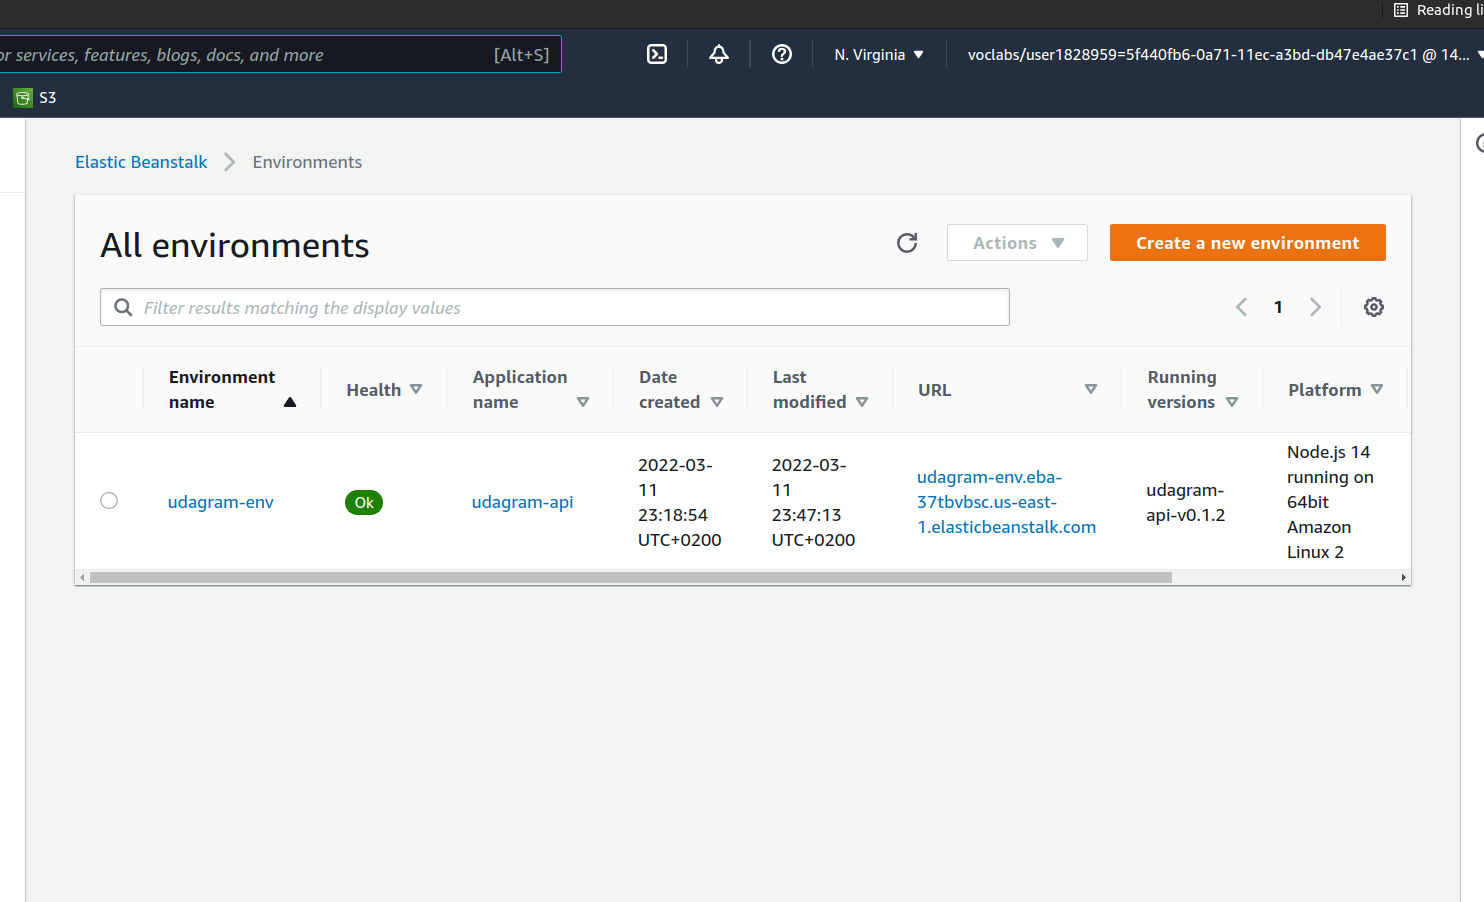 Reading li
or services, features, blogs, docs, and more [Alt+S] N. Virginia voclabs/user1828959=5f440fb6-0a71-11ec-a3bd-db47e4ae37c1 @ 14...
S3
Elastic Beanstalk Environments
All environments Actions Create a new environment
Filter results matching the display values 1
Environment name
Health
Application name
Date created
Last modified
URL
Running versions
Platform
udagram-env
Ok
udagram-api
2022-03-
11
23:18:54
UTC+0200
2022-03-
11
23:47:13
UTC+0200
udagram-env.eba-
37tbvbsc.us-east-
1.elasticbeanstalk.com
udagram-
api-v0.1.2
Node.js 14
running on
64bit
Amazon
Linux 2